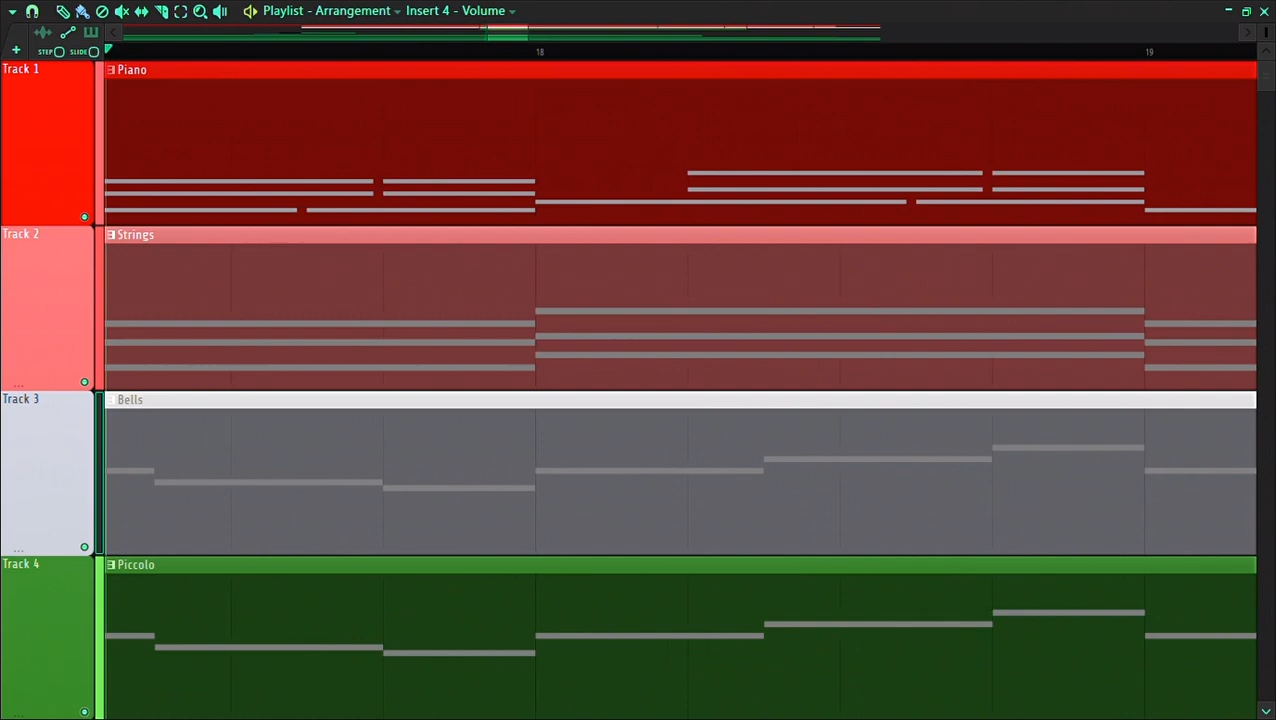 Playlist - Arrangement Insert 4 - Volume
STEP SLIDE
18 19
Track 1
Piano
Track 2
Strings
...
Track 3
Bells
...
Track 4
Piccolo
...